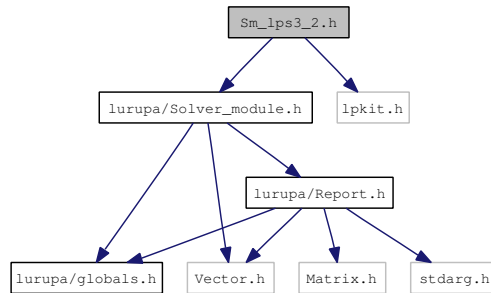 Sm_lps3_2.h
lurupa/Solver_module.h
lpkit.h
lurupa/Report.h
lurupa/globals.h
Vector.h
Matrix.h
stdarg.h